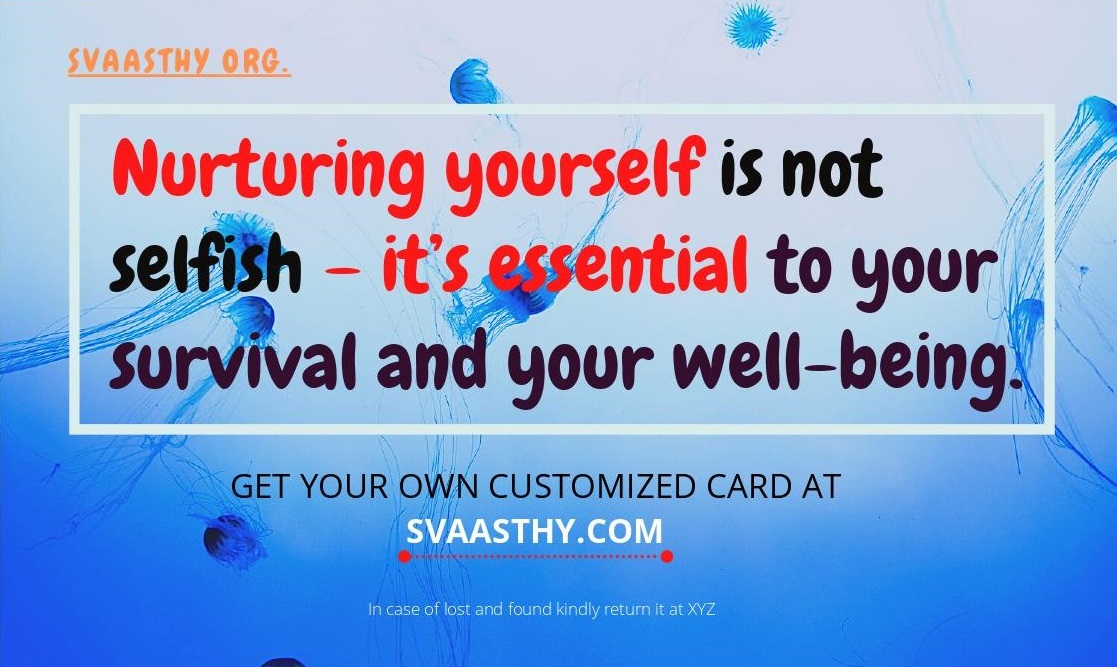 SVAASTHY ORG.
Nurturing yourself is not
selfish – it's essential to your
survival and your well-being.
GET YOUR OWN CUSTOMIZED CARD AT
SVAASTHY.COM
In case of lost and found kindly return it at XYZ